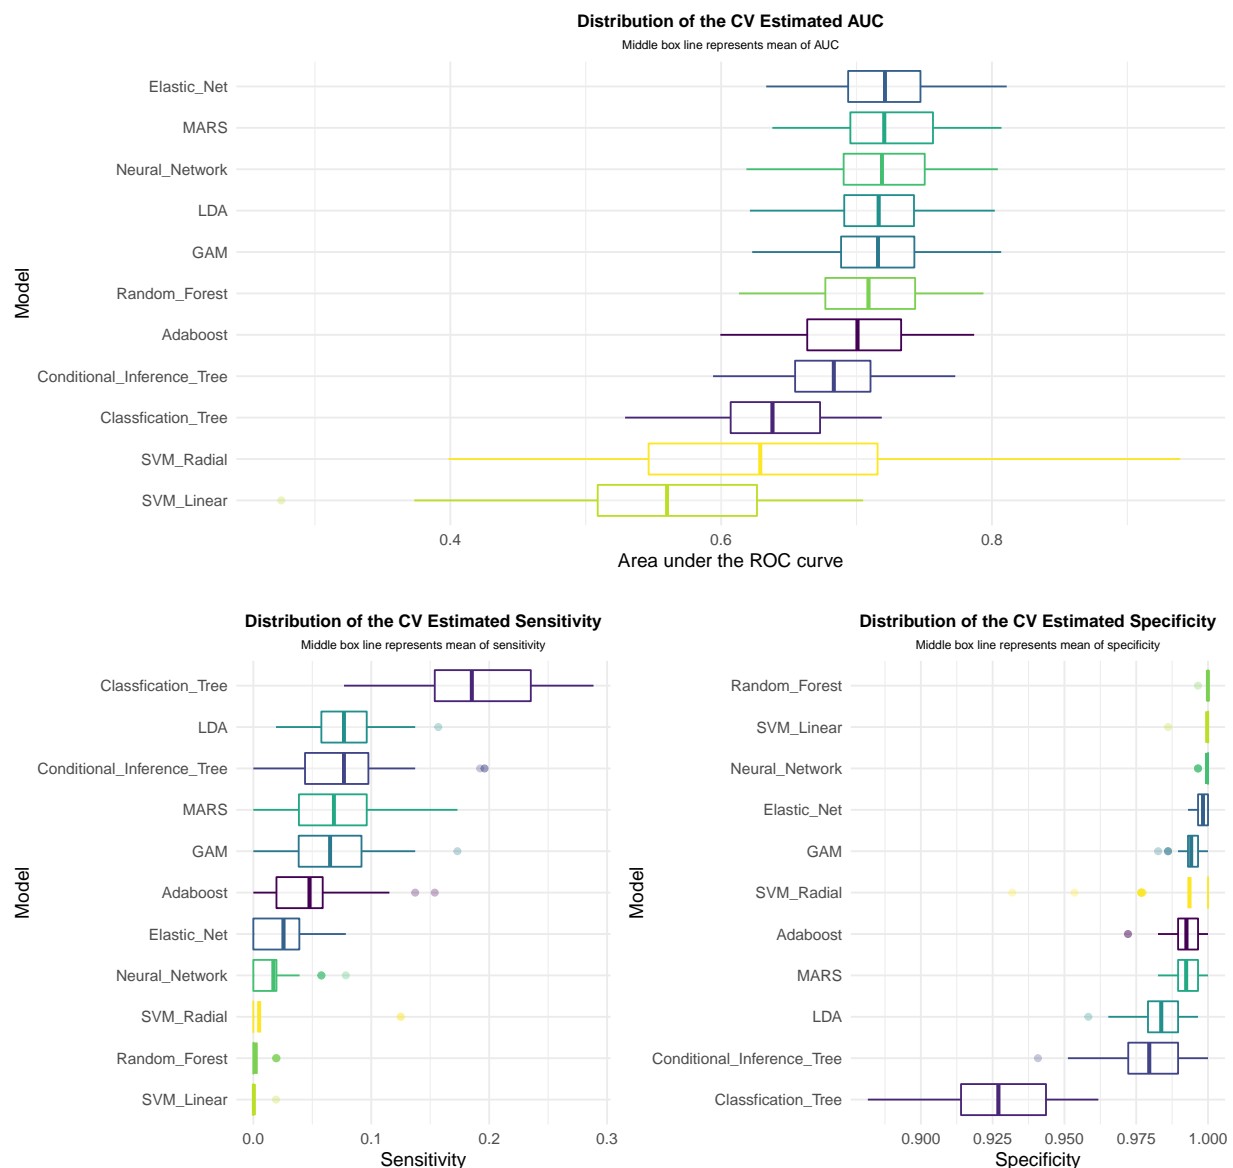 Distribution of the CV Estimated AUC
Middle box line represents mean of AUC
Model
Elastic_Net
MARS
Neural_Network
LDA
GAM
Random_Forest
Adaboost
Conditional_Inference_Tree
Classfication_Tree
SVM_Radial
SVM_Linear
0.4 0.6 0.8
Area under the ROC curve
Distribution of the CV Estimated Sensitivity
Middle box line represents mean of sensitivity
Model
Classfication_Tree
LDA
Conditional_Inference_Tree
MARS
GAM
Adaboost
Elastic_Net
Neural_Network
SVM_Radial
Random_Forest
SVM_Linear
0.0 0.1 0.2 0.3
Sensitivity
Distribution of the CV Estimated Specificity
Middle box line represents mean of specificity
Model
Random_Forest
SVM_Linear
Neural_Network
Elastic_Net
GAM
SVM_Radial
Adaboost
MARS
LDA
Conditional_Inference_Tree
Classfication_Tree
0.900 0.925 0.950 0.975 1.000
Specificity